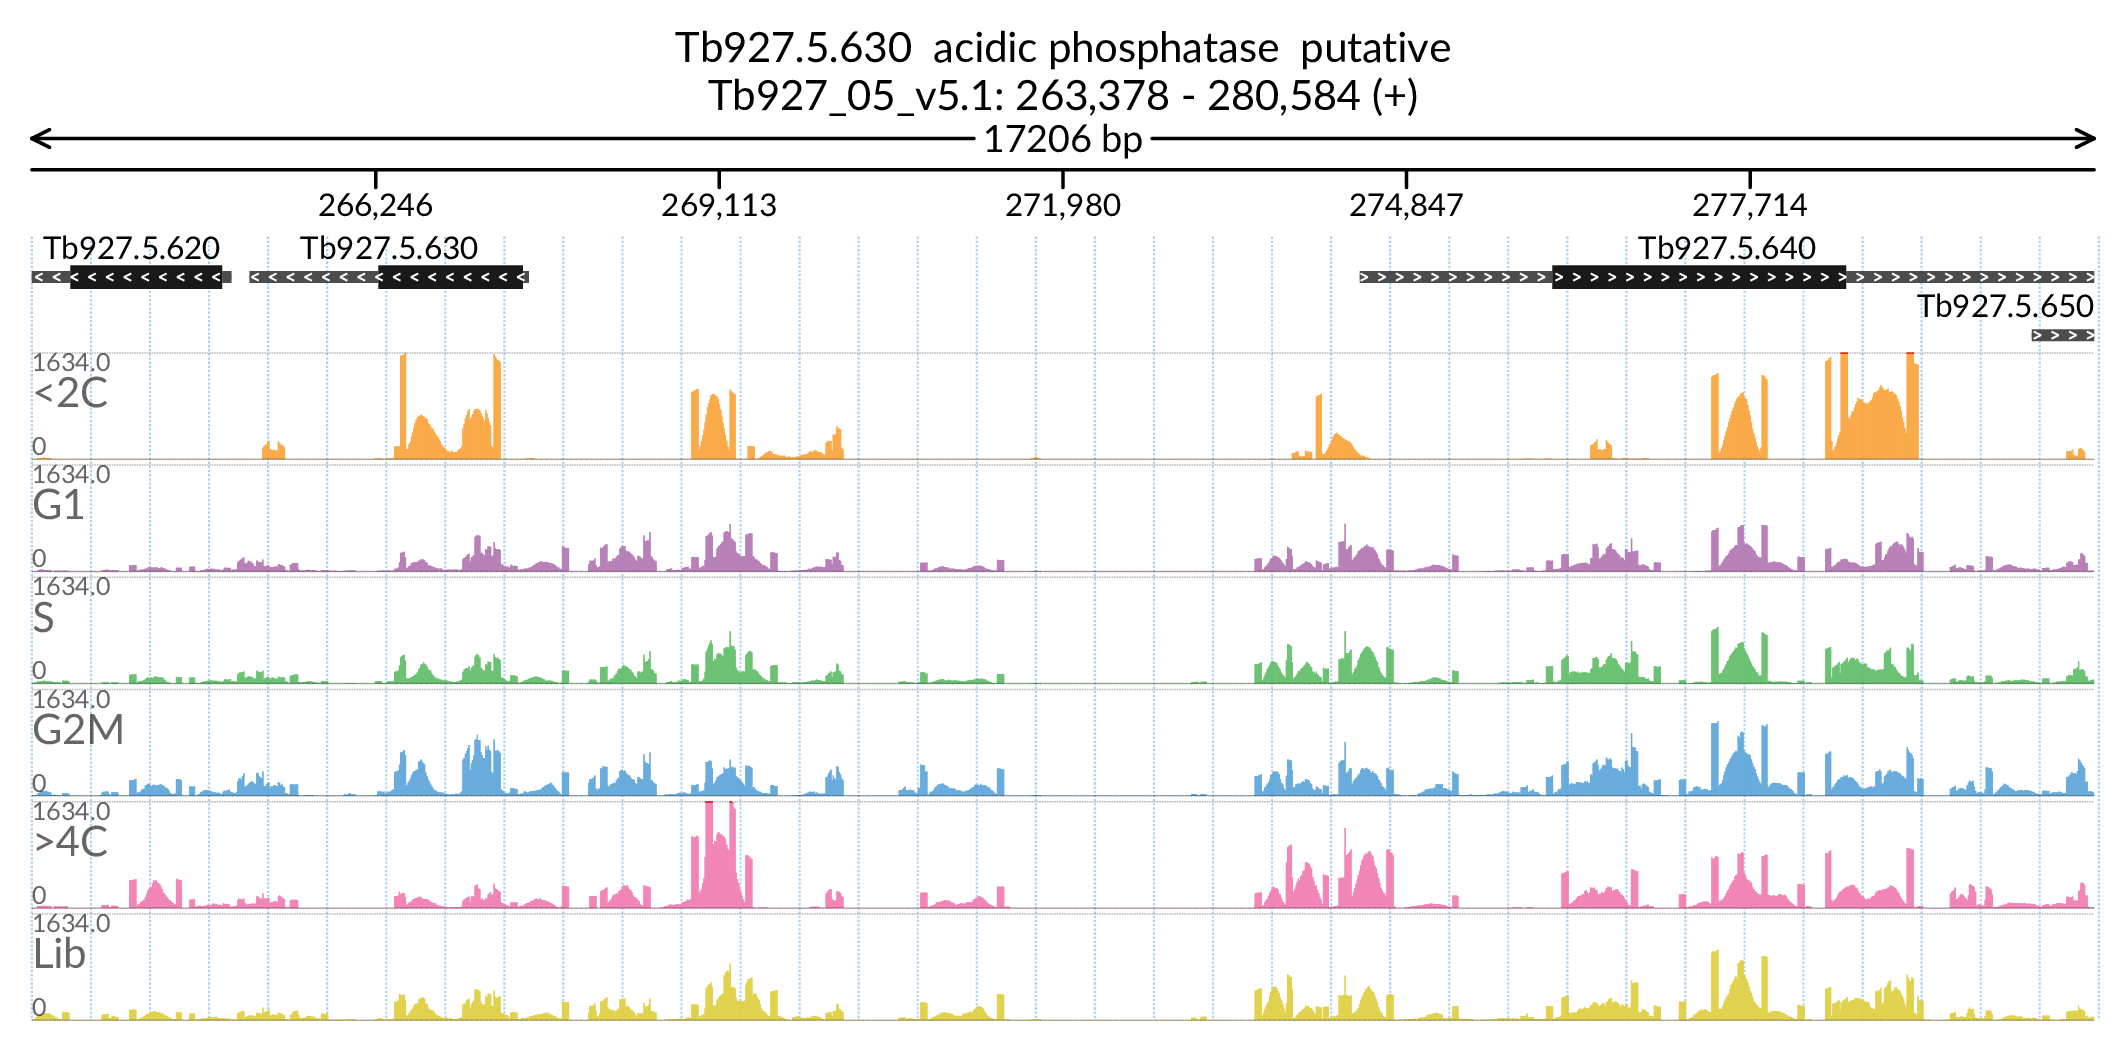 Tb927.5.630  acidic phosphatase  putative
Tb927_05_v5.1: 263,378 - 280,584 (+)
17206 bp
266,246 269,113 271,980 274,847 277,714
Tb927.5.620 Tb927.5.630 Tb927.5.640
Tb927.5.650
1634.0
<2C
0
1634.0
G1
0
1634.0
S
0
1634.0
G2M
0
1634.0
>4C
0
1634.0
Lib
0